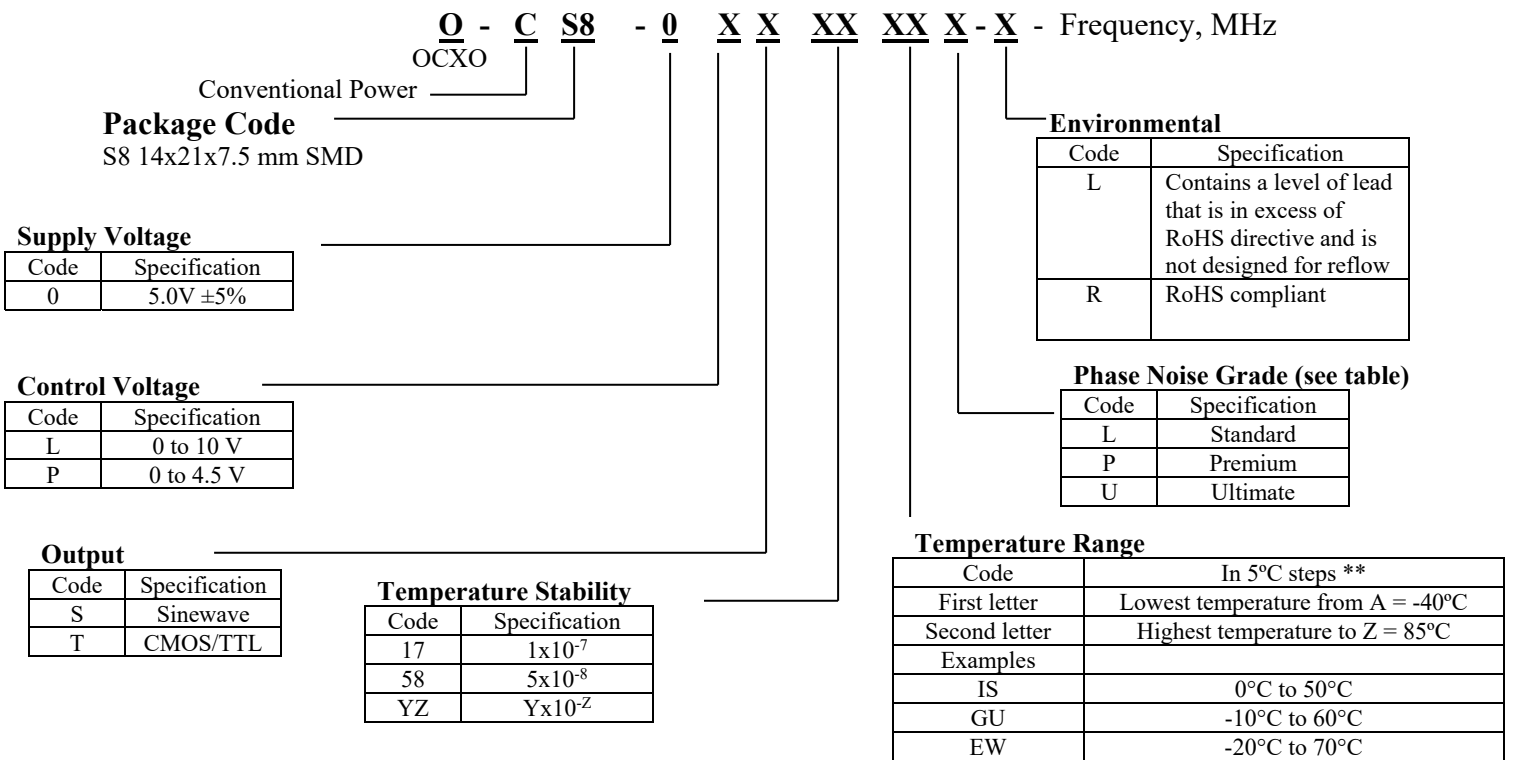 O - C S8 - 0 X X XX XX X - X - Frequency, MHz
OCXO
Conventional Power
Package Code
S8 14x21x7.5 mm SMD
Environmental
Code Specification
L Contains a level of lead
that is in excess of
RoHS directive and is
not designed for reflow
R RoHS compliant
Supply Voltage
Code Specification
0 5.0V ±5%
Control Voltage
Code Specification
L 0 to 10 V
P 0 to 4.5 V
Phase Noise Grade (see table)
Code Specification
L Standard
P Premium
U Ultimate
Output
Code Specification
S Sinewave
T CMOS/TTL
Temperature Stability
Code Specification
17 1x10⁻⁷
58 5x10⁻⁸
YZ Yx10⁻ᶻ
Temperature Range
Code In 5ºC steps **
First letter Lowest temperature from A = -40ºC
Second letter Highest temperature to Z = 85ºC
Examples
IS 0°C to 50°C
GU -10°C to 60°C
EW -20°C to 70°C